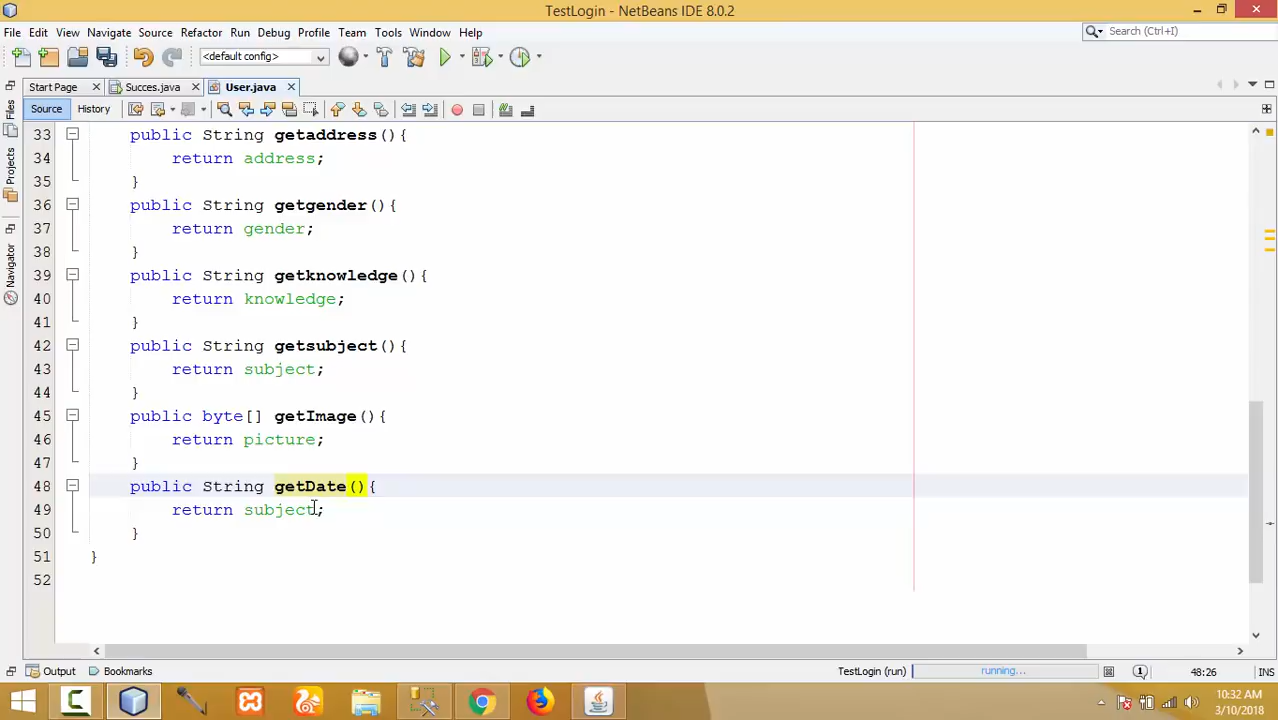 TestLogin - NetBeans IDE 8.0.2
File Edit View Navigate Source Refactor Run Debug Profile Team Tools Window Help
Search (Ctrl+I)
<default config>
Start Page Succes.java User.java
Source History
Files
Projects
Navigator
33 public String getaddress(){
34 return address;
35 }
36 public String getgender(){
37 return gender;
38 }
39 public String getknowledge(){
40 return knowledge;
41 }
42 public String getsubject(){
43 return subject;
44 }
45 public byte[] getImage(){
46 return picture;
47 }
48 public String getDate(){
49 return subject;
50 }
51 }
52
Output Bookmarks TestLogin (run) running... 1 48:26 INS
10:32 AM
3/10/2018